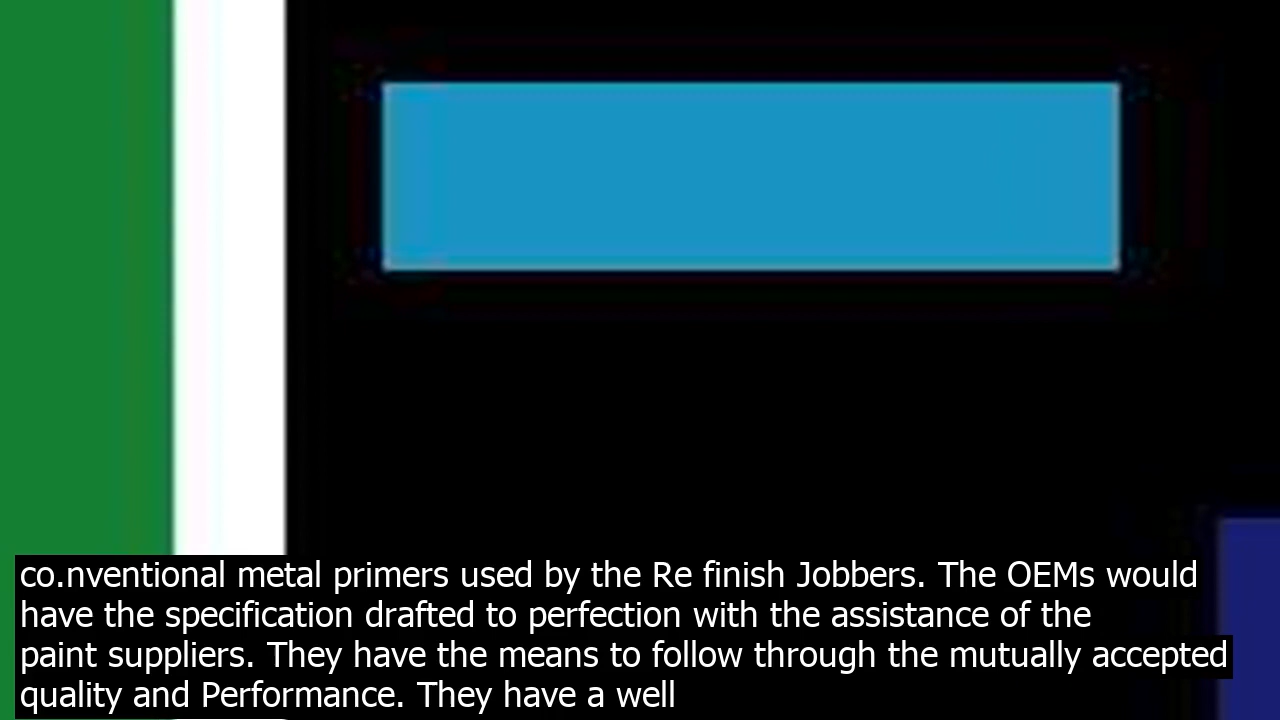 co.nventional metal primers used by the Re finish Jobbers. The OEMs would
have the specification drafted to perfection with the assistance of the
paint suppliers. They have the means to follow through the mutually accepted
quality and Performance. They have a well